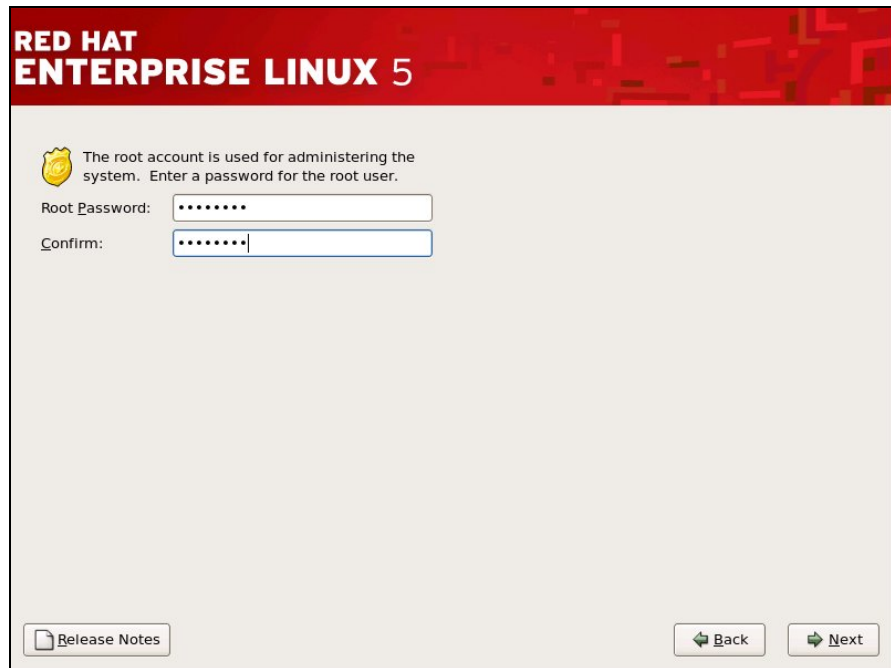 RED HAT
ENTERPRISE LINUX 5
The root account is used for administering the
system. Enter a password for the root user.
Root Password: ••••••••
Confirm: ••••••••
Release Notes
Back
Next